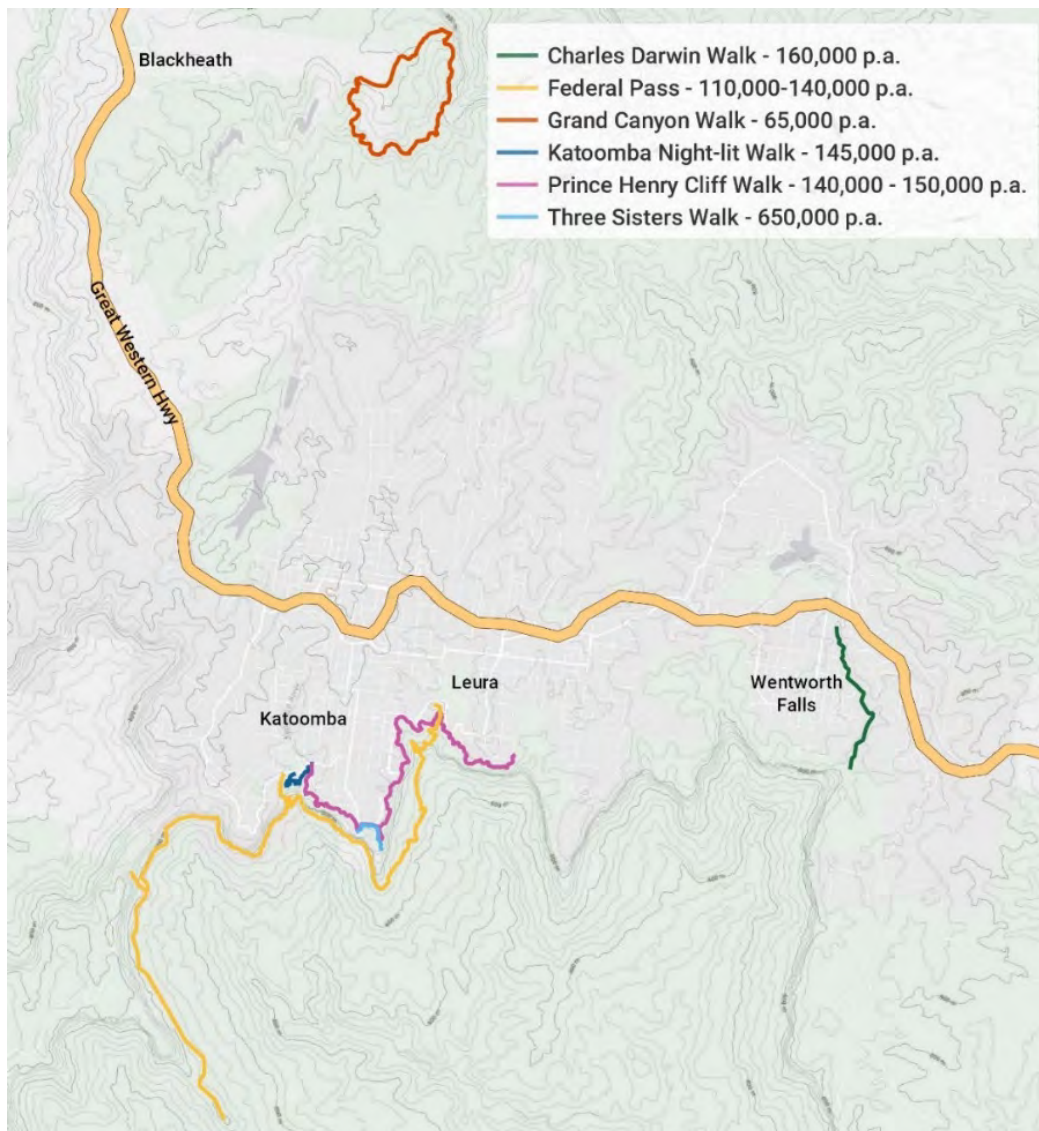 Blackheath
Charles Darwin Walk - 160,000 p.a.
Federal Pass - 110,000-140,000 p.a.
Grand Canyon Walk - 65,000 p.a.
Katoomba Night-lit Walk - 145,000 p.a.
Prince Henry Cliff Walk - 140,000 - 150,000 p.a.
Three Sisters Walk - 650,000 p.a.
Great Western Hwy
Leura
Katoomba
Wentworth
Falls